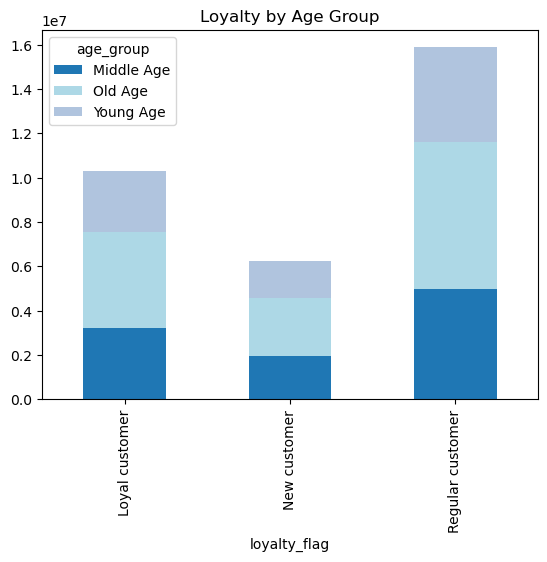 Loyalty by Age Group
1e7
age_group
Middle Age
Old Age
Young Age
1.6
1.4
1.2
1.0
0.8
0.6
0.4
0.2
0.0
Loyal customer
New customer
Regular customer
loyalty_flag